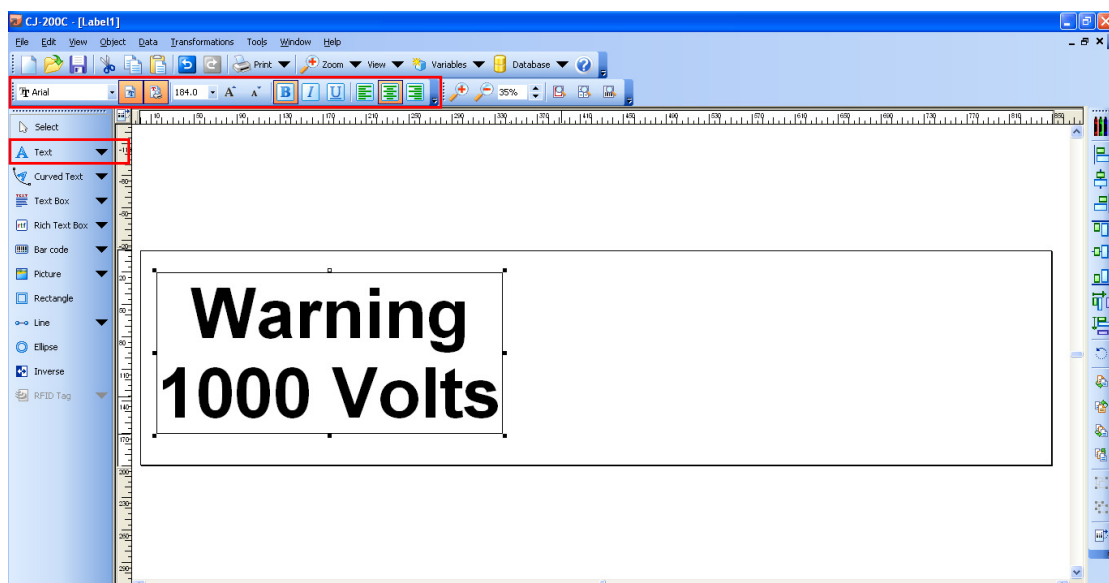 CJ-200C - [Label1]
File Edit View Object Data Transformations Tools Window Help
Print Zoom View Variables Database
Arial 184.0 A A B I U 35%
Select
Text
Curved Text
TEXT Text Box
rtf Rich Text Box
Bar code
Picture
Rectangle
Line
Ellipse
Inverse
RFID Tag
Warning
1000 Volts